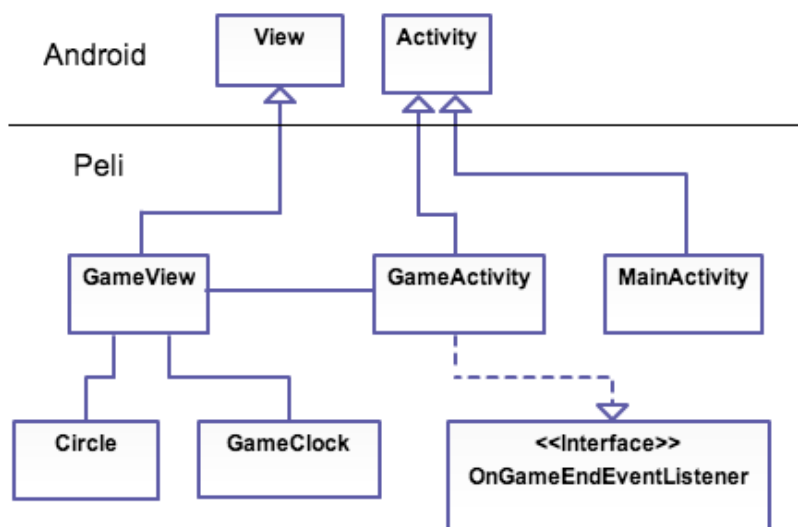 View
Activity
Android
Peli
GameView
GameActivity
MainActivity
Circle
GameClock
<<Interface>>
OnGameEndEventListener